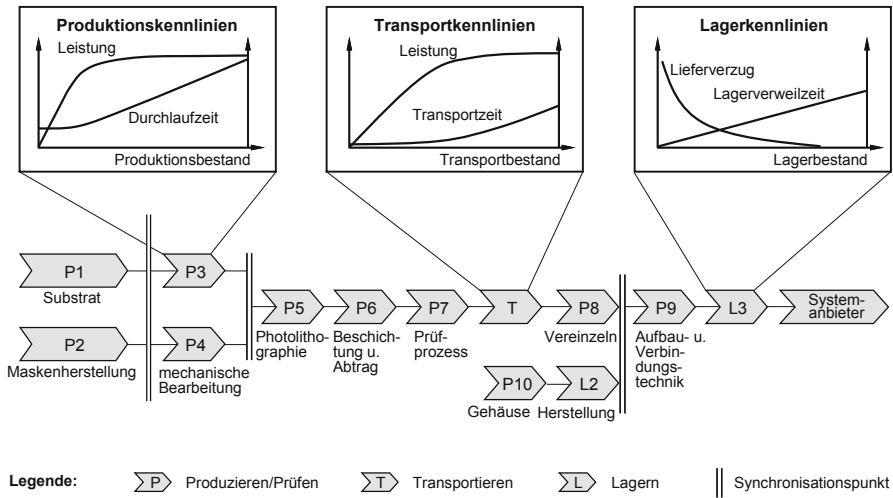 Produktionskennlinien
Leistung
Durchlaufzeit
Produktionsbestand
Transportkennlinien
Leistung
Transportzeit
Transportbestand
Lagerkennlinien
Lieferverzug
Lagerverweilzeit
Lagerbestand
P1
Substrat
P3
P2
Maskenherstellung
P4
mechanische
Bearbeitung
P5
Photolitho-
graphie
P6
Beschich-
tung u.
Abtrag
P7
Prüf-
prozess
T
P8
Vereinzeln
P10
Gehäuse
L2
Herstellung
P9
Aufbau- u.
Verbin-
dungs-
technik
L3
System-
anbieter
Legende:
P
Produzieren/Prüfen
T
Transportieren
L
Lagern
Synchronisationspunkt